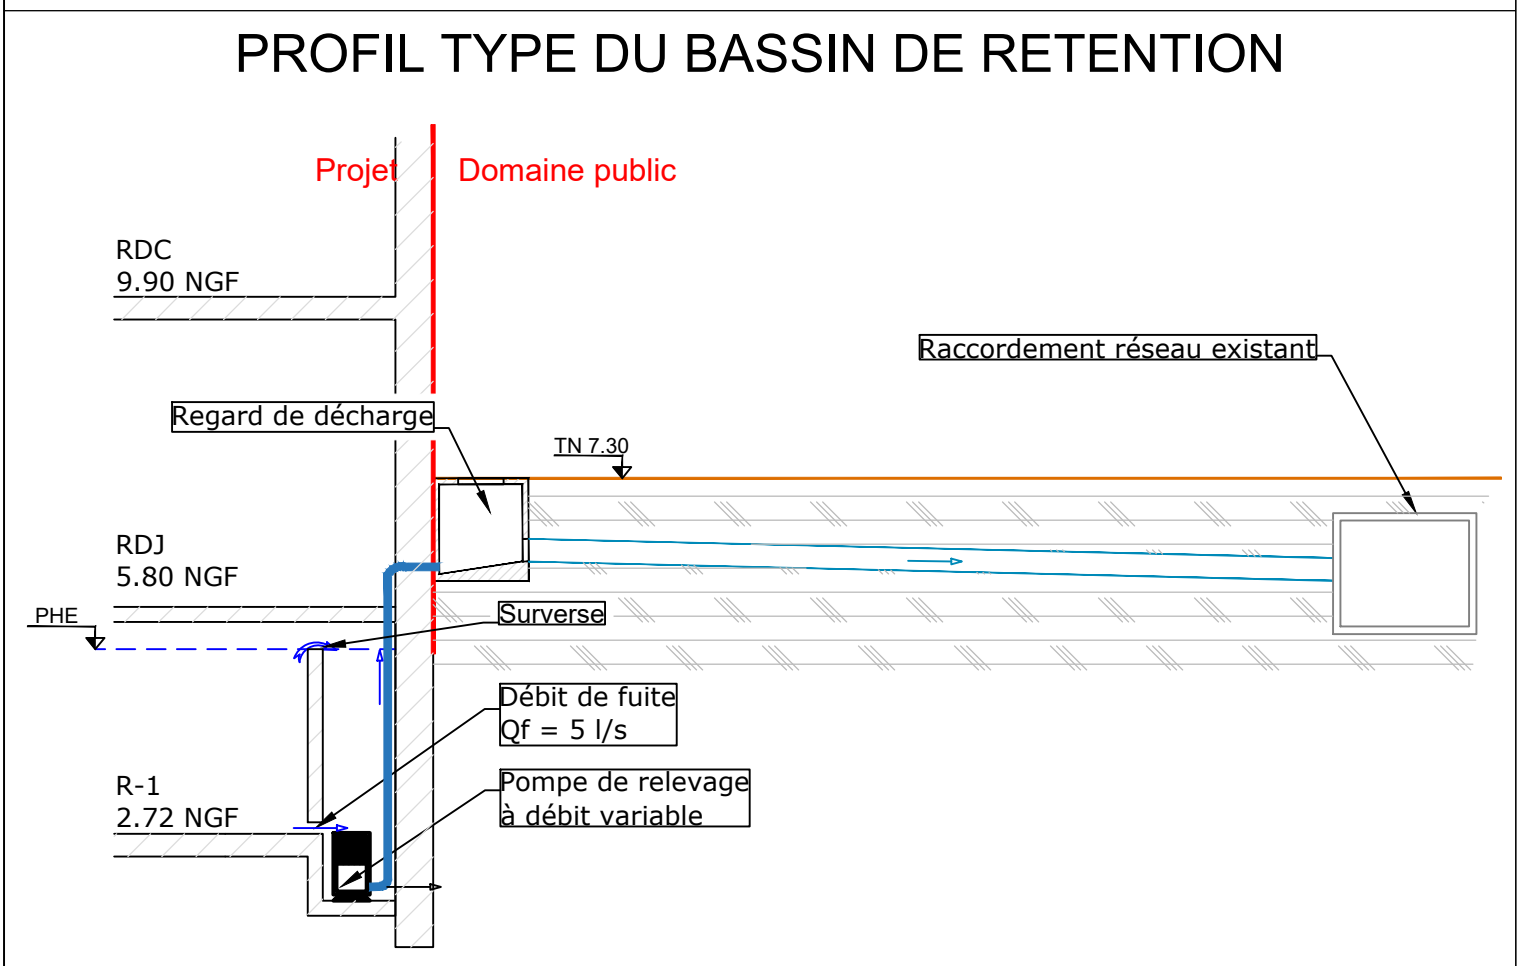 PROFIL TYPE DU BASSIN DE RETENTION
Projet
Domaine public
RDC
9.90 NGF
Raccordement réseau existant
Regard de décharge
TN 7.30
RDJ
5.80 NGF
PHE
Surverse
Débit de fuite
Qf = 5 l/s
R-1
2.72 NGF
Pompe de relevage
à débit variable